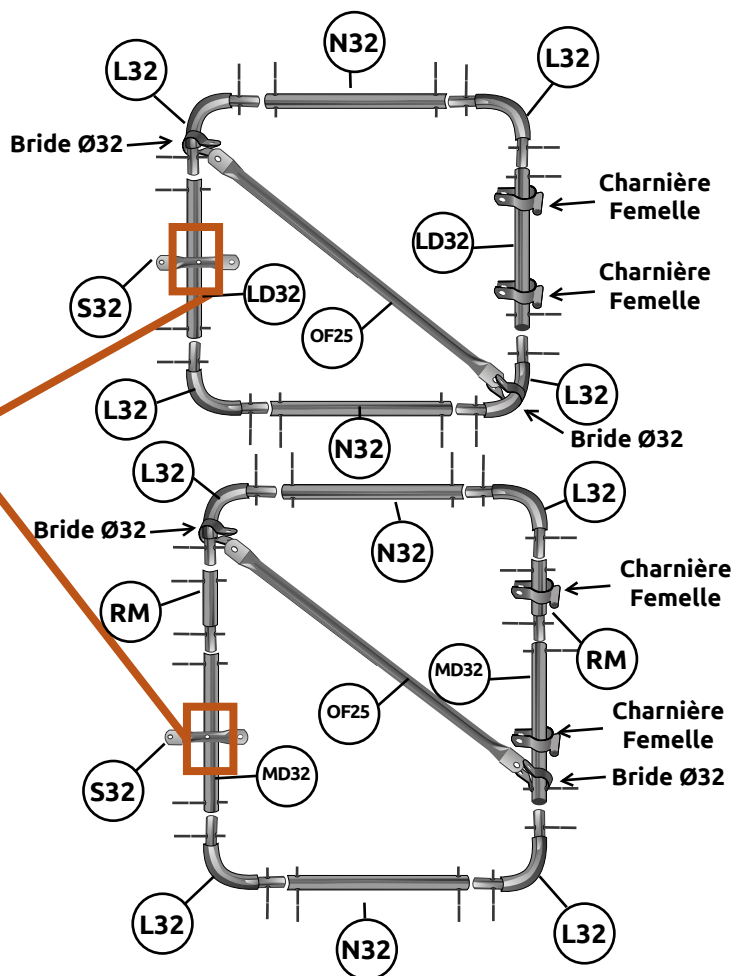 N32
L32
L32
Bride Ø32
Charnière
Femelle
LD32
Charnière
Femelle
S32
LD32
OF25
L32
L32
N32
Bride Ø32
L32
L32
Bride Ø32
N32
Charnière
Femelle
RM
RM
MD32
OF25
Charnière
Femelle
S32
MD32
Bride Ø32
L32
L32
N32